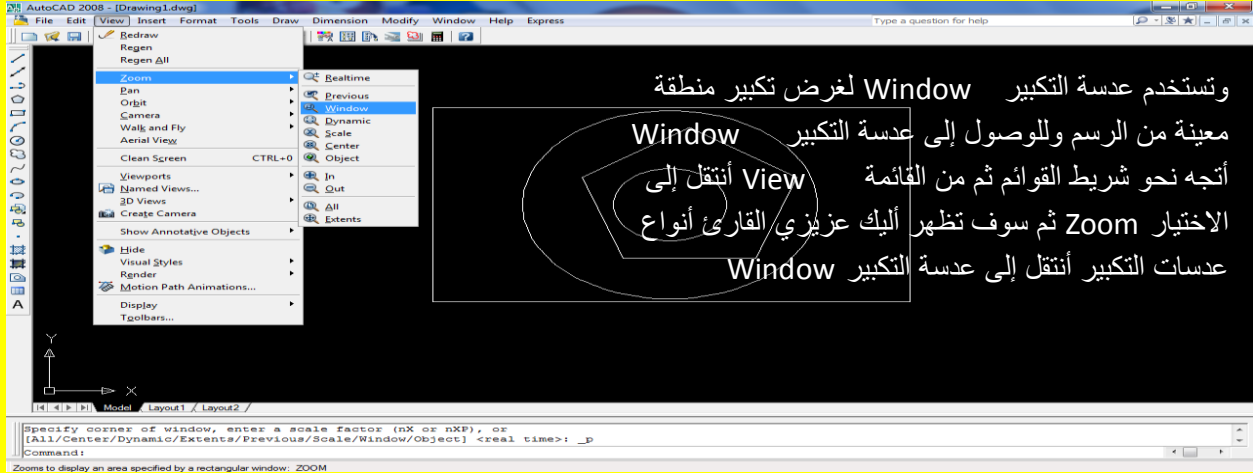 AutoCAD 2008 - [Drawing1.dwg]
File Edit View Insert Format Tools Draw Dimension Modify Window Help Express
Type a question for help
Redraw
Regen
Regen All
Zoom
Pan
Orbit
Camera
Walk and Fly
Aerial View
Clean Screen CTRL+0
Viewports
Named Views...
3D Views
Create Camera
Show Annotative Objects
Hide
Visual Styles
Render
Motion Path Animations...
Display
Toolbars...
Realtime
Previous
Window
Dynamic
Scale
Center
Object
In
Out
All
Extents
وتستخدم عدسة التكبير Window لغرض تكبير منطقة
معينة من الرسم وللوصول إلى عدسة التكبير Window
أتجه نحو شريط القوائم ثم من القائمة View أنتقل إلى
الاختيار Zoom ثم سوف تظهر أليك عزيزي القارئ أنواع
عدسات التكبير أنتقل إلى عدسة التكبير Window
A
Y
X
Model Layout1 Layout2
Specify corner of window, enter a scale factor (nX or nXP), or
[All/Center/Dynamic/Extents/Previous/Scale/Window/Object] <real time>: _p
Command:
Zooms to display an area specified by a rectangular window: ZOOM